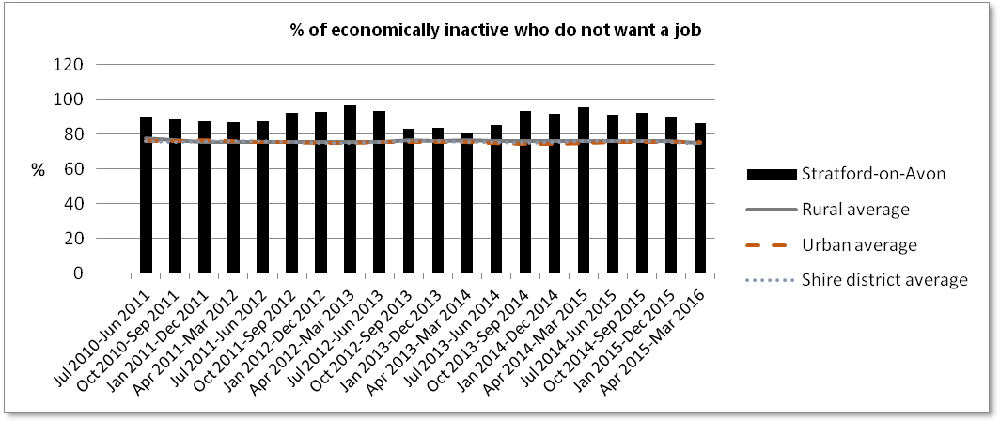 % of economically inactive who do not want a job
120
100
80
60
40
20
0
%
Jul 2010-Jun 2011
Oct 2010-Sep 2011
Jan 2011-Dec 2011
Apr 2011-Mar 2012
Jul 2011-Jun 2012
Oct 2011-Sep 2012
Jan 2012-Dec 2012
Apr 2012-Mar 2013
Jul 2012-Jun 2013
Oct 2012-Sep 2013
Jan 2013-Dec 2013
Apr 2013-Mar 2014
Jul 2013-Jun 2014
Oct 2013-Sep 2014
Jan 2014-Dec 2014
Apr 2014-Mar 2015
Jul 2014-Jun 2015
Oct 2014-Sep 2015
Jan 2015-Dec 2015
Apr 2015-Mar 2016
Stratford-on-Avon
Rural average
Urban average
Shire district average